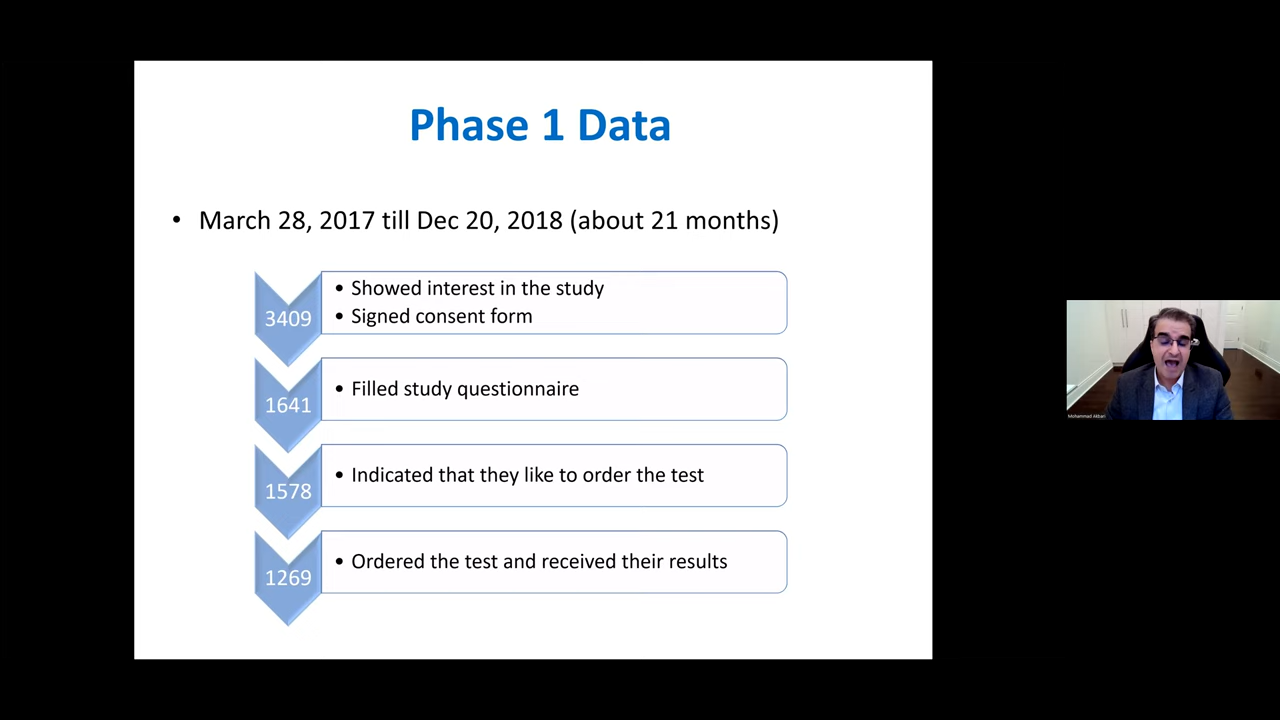 Phase 1 Data
• March 28, 2017 till Dec 20, 2018 (about 21 months)
3409
• Showed interest in the study
• Signed consent form
1641
• Filled study questionnaire
1578
• Indicated that they like to order the test
1269
• Ordered the test and received their results
Mohammad Akbari